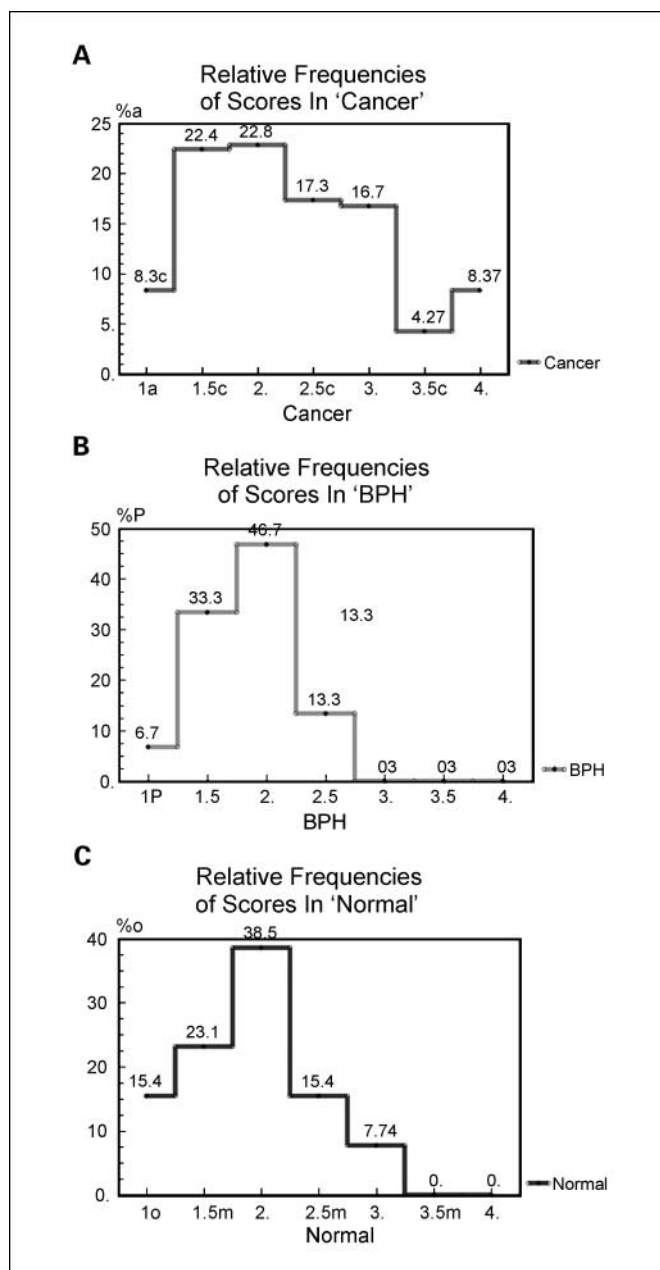 A
Relative Frequencies
of Scores In 'Cancer'
%a
25
20
15
10
5.
0.
8.3c
22.4
22.8
17.3
16.7
4.27
8.37
1a 1.5c 2. 2.5c 3. 3.5c 4.
Cancer
Cancer
B
Relative Frequencies
of Scores In 'BPH'
%P
50
40
30
20
10
0.
6.7
33.3
46.7
13.3
13.3
03 03 03
1P 1.5 2. 2.5 3. 3.5 4.
BPH
BPH
C
Relative Frequencies
of Scores In 'Normal'
%o
40
30
20
10
0.
15.4
23.1
38.5
15.4
7.74
0. 0.
1o 1.5m 2. 2.5m 3. 3.5m 4.
Normal
Normal